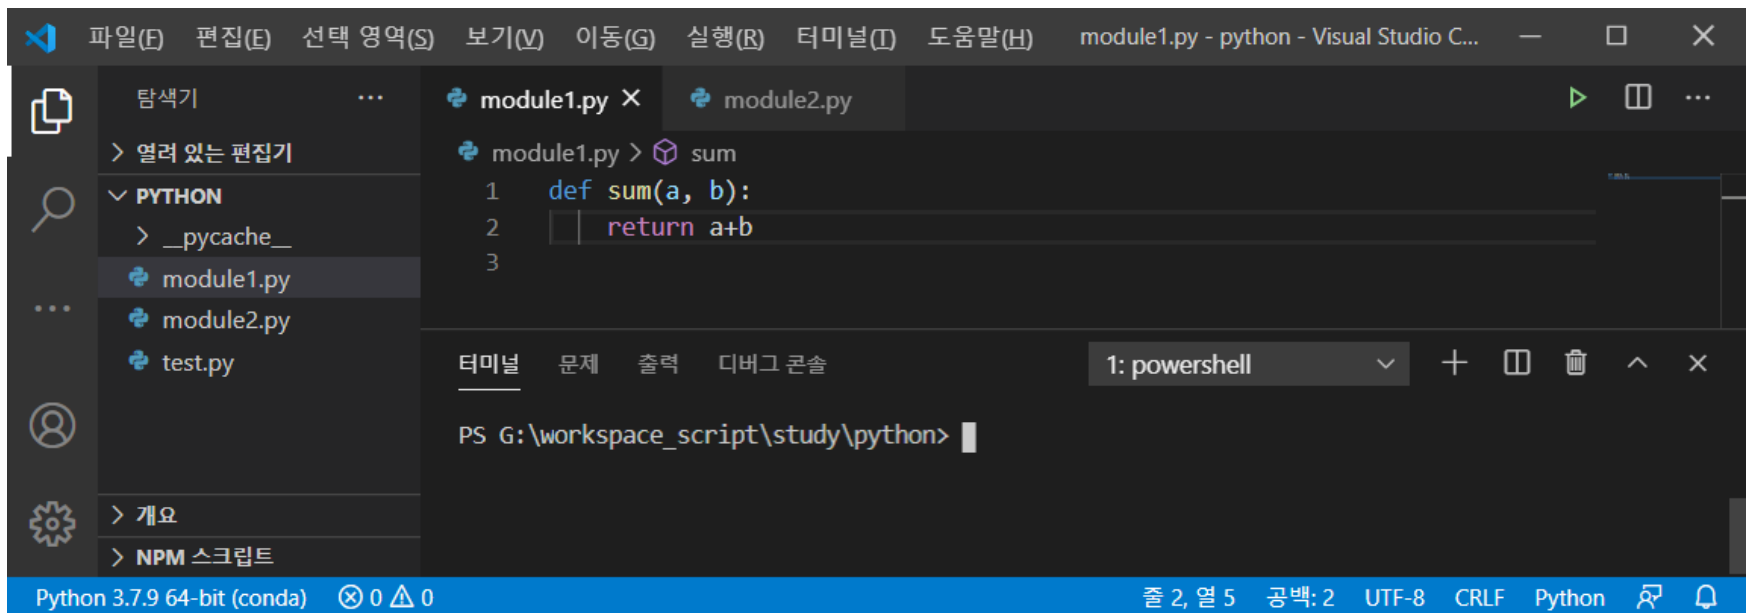 파일(F) 편집(E) 선택 영역(S) 보기(V) 이동(G) 실행(R) 터미널(T) 도움말(H) module1.py - python - Visual Studio C...
탐색기
열려 있는 편집기
PYTHON
__pycache__
module1.py
module2.py
test.py
개요
NPM 스크립트
module1.py module2.py
module1.py > sum
1 def sum(a, b):
2 return a+b
3
터미널 문제 출력 디버그 콘솔 1: powershell
PS G:\workspace_script\study\python>
Python 3.7.9 64-bit (conda) 0 0 줄 2, 열 5 공백: 2 UTF-8 CRLF Python